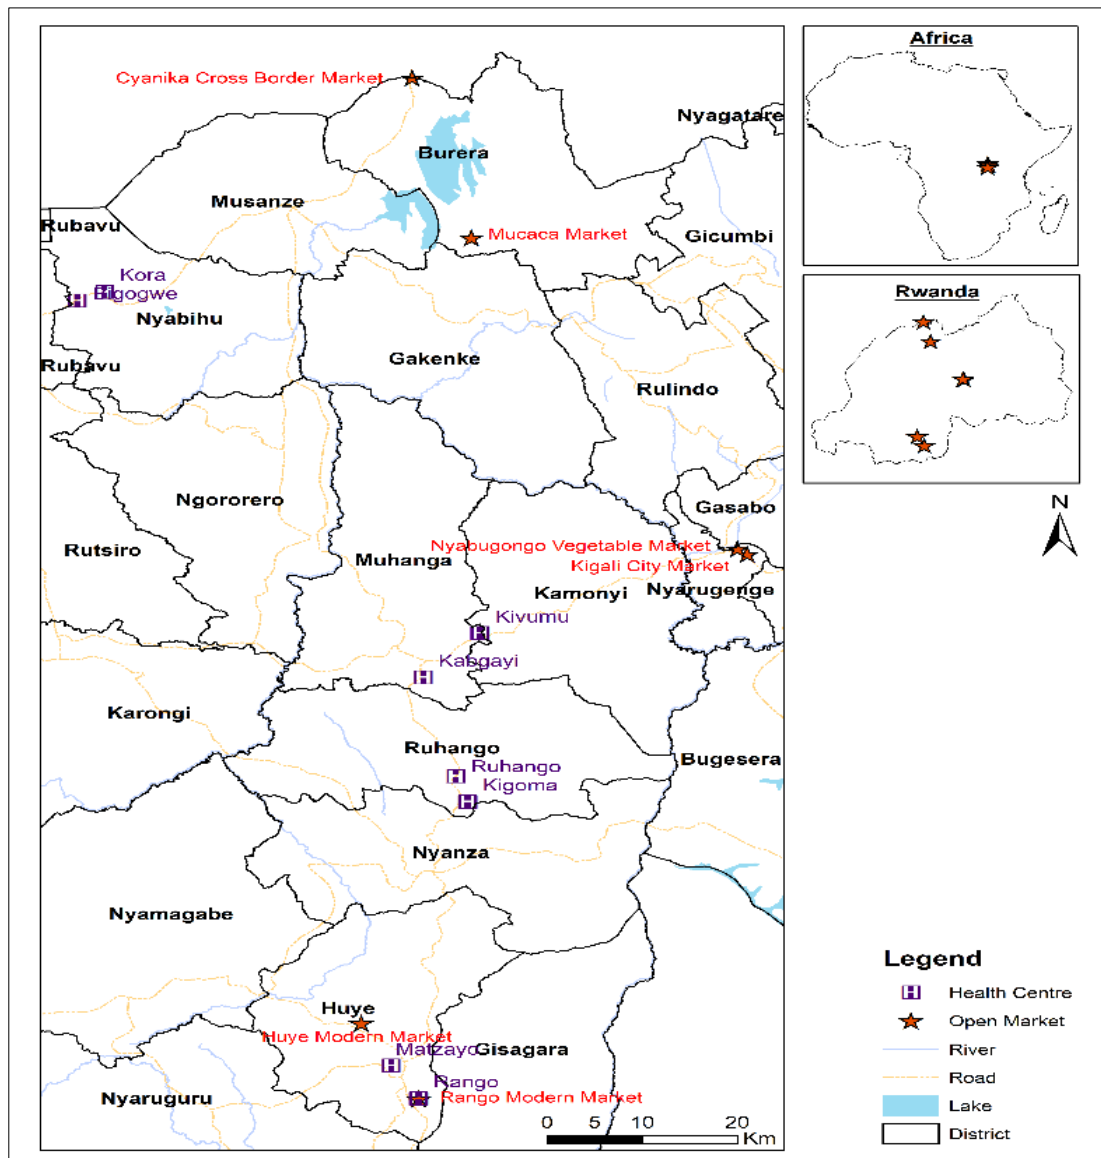 Cyanika Cross Border Market
Nyagatare
Burera
Musanze
Rubavu
Mucaca Market
Gicumbi
Kora
Bigogwe
Nyabihu
Gakenke
Rubavu
Rulindo
Ngororero
Gasabo
Rutsiro
Muhanga
Nyabugongo Vegetable Market
Kigali City Market
Kamonyi
Nyarugenge
Kivumu
Kabgayi
Karongi
Ruhango
Bugesera
Ruhango
Kigoma
Nyanza
Nyamagabe
Huye
Huye Modern Market
Matzayo
Gisagara
Rango
Rango Modern Market
Nyaruguru
0 5 10 20
Km
Africa
Rwanda
N
Legend
H Health Centre
Open Market
River
Road
Lake
District